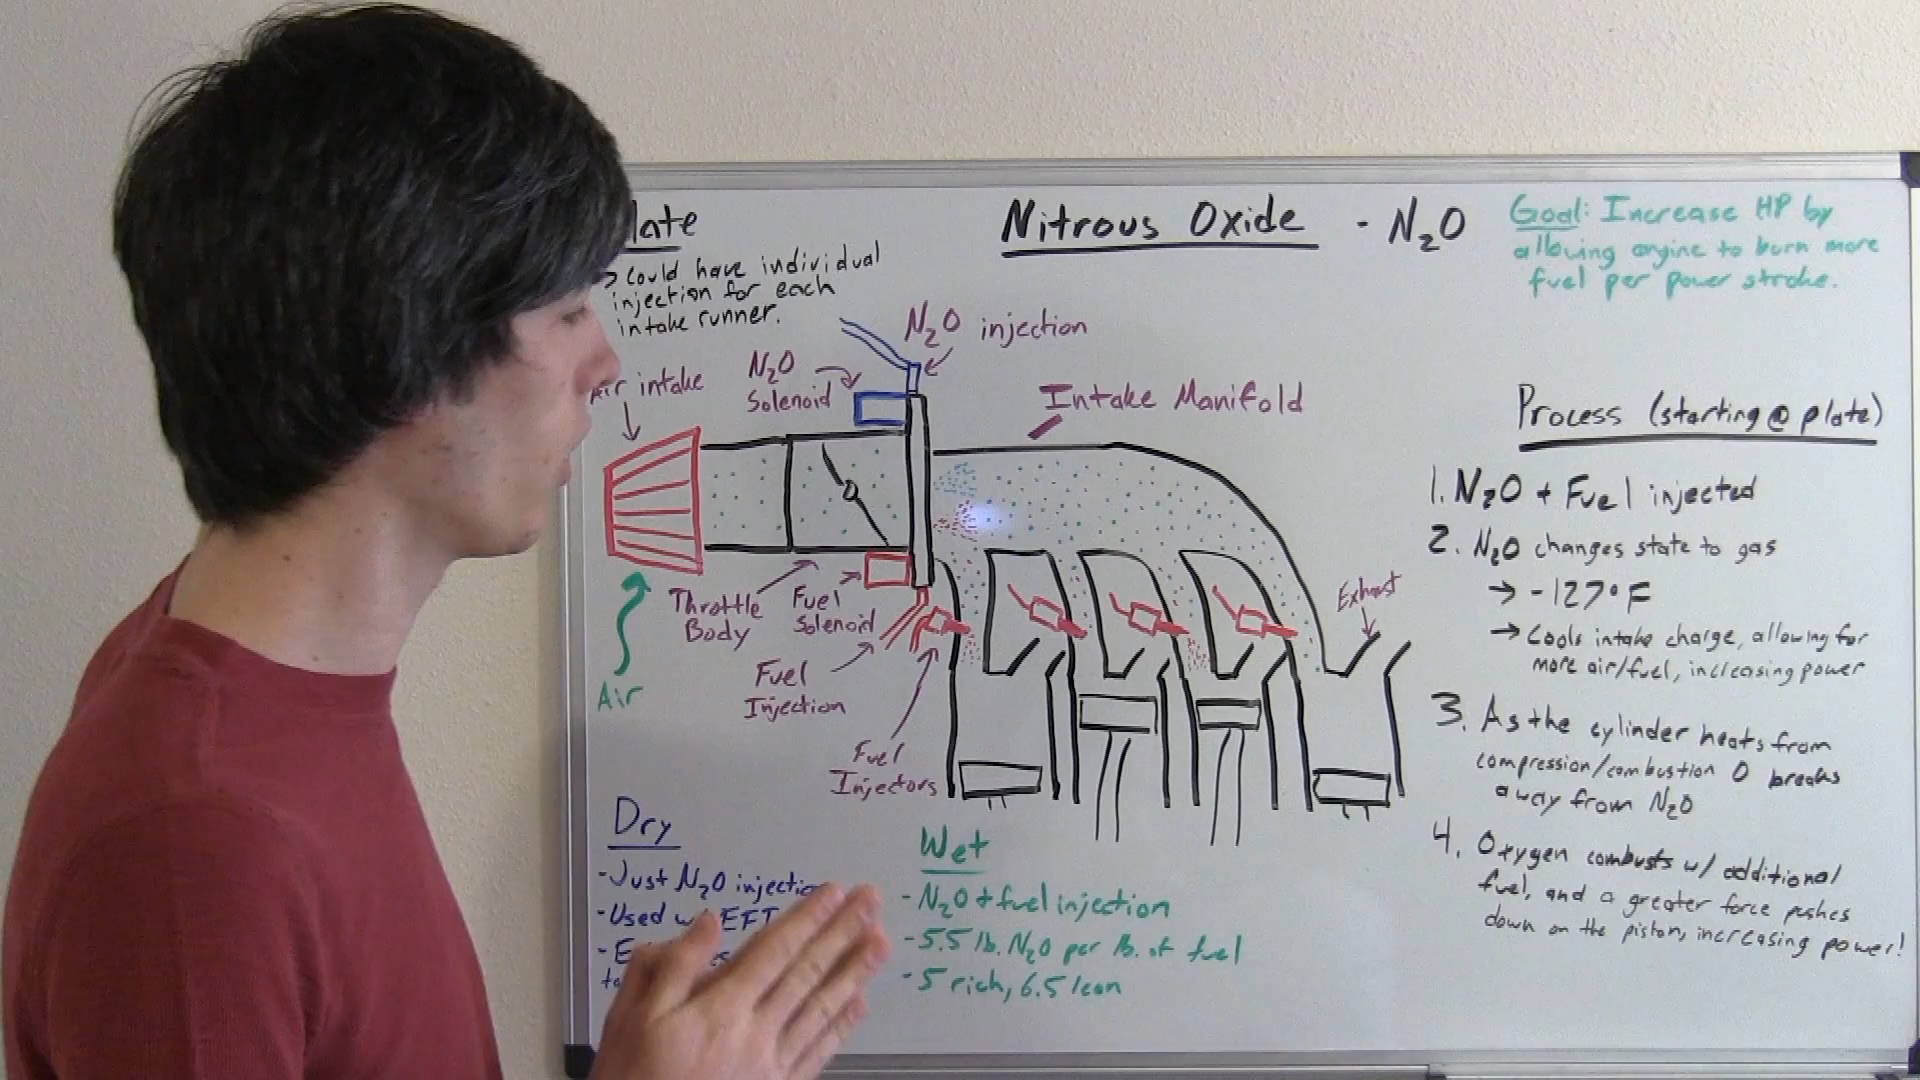 late
> Could have individual
injection for each
intake runner.
Nitrous Oxide - N₂O
Goal: Increase HP by
allowing engine to burn more
fuel per power stroke.
N₂O injection
N₂O
Solenoid
Air intake
Intake Manifold
Throttle
Body
Fuel
Solenoid
Fuel
Injection
Fuel
Injectors
Air
Exhaust
Process (starting @ plate)
1. N₂O + Fuel injected
2. N₂O changes state to gas
→ -127°F
→ Cools intake charge, allowing for
more air/fuel, increasing power
3. As the cylinder heats from
compression/combustion O breaks
away from N₂O
4. Oxygen combusts w/ additional
fuel, and a greater force pushes
down on the piston, increasing power!
Dry
-Just N₂O injection
-Used w/ EFI
Wet
- N₂O + fuel injection
- 5.5 lb. N₂O per lb. of fuel
- 5 rich, 6.5 lean